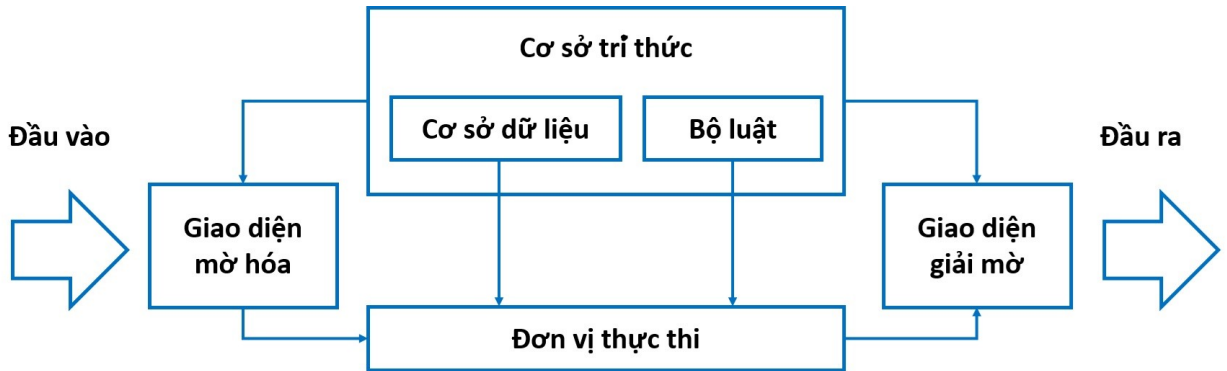 Cơ sở tri thức
Cơ sở dữ liệu
Bộ luật
Đầu vào
Đầu ra
Giao diện
mờ hóa
Giao diện
giải mờ
Đơn vị thực thi